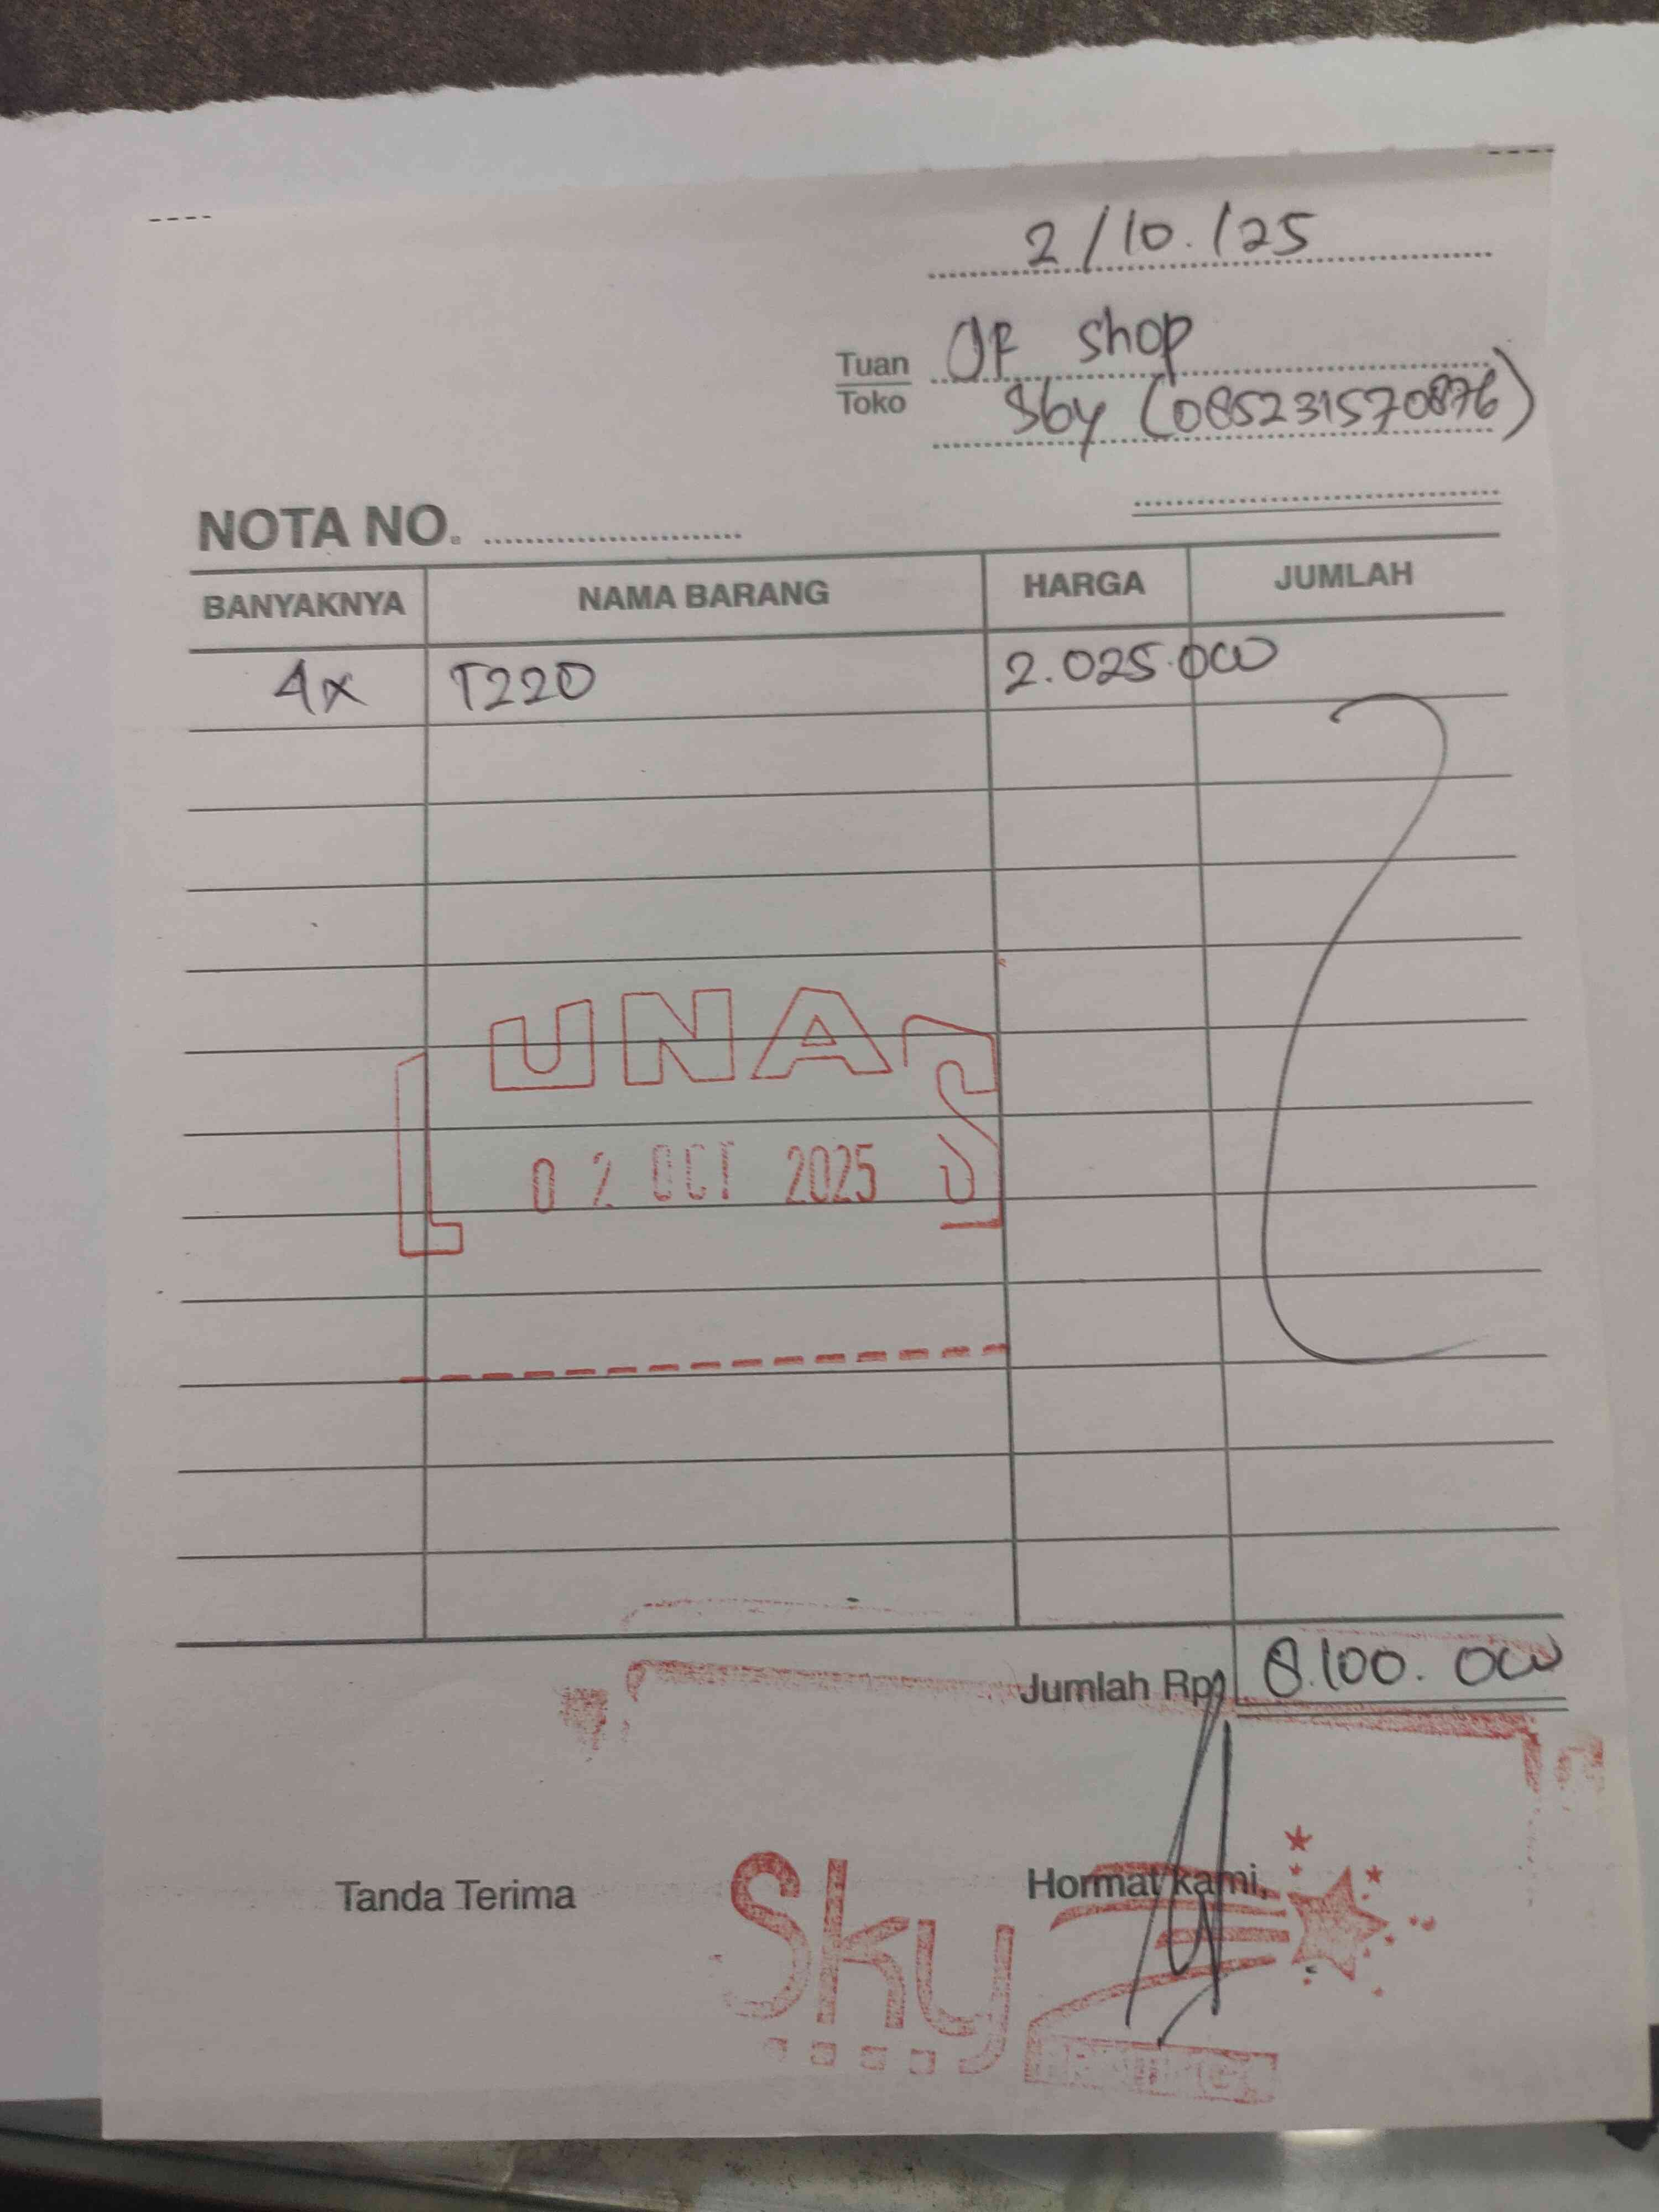 2/10./25
Tuan OF shop
Toko Sby (085231570876)
NOTA NO. ........................
BANYAKNYA NAMA BARANG HARGA JUMLAH
4x T220 2.025.000
LUNAS
02 OCT 2025
Jumlah Rp. 8.100.000
Tanda Terima Hormat kami,
Sky